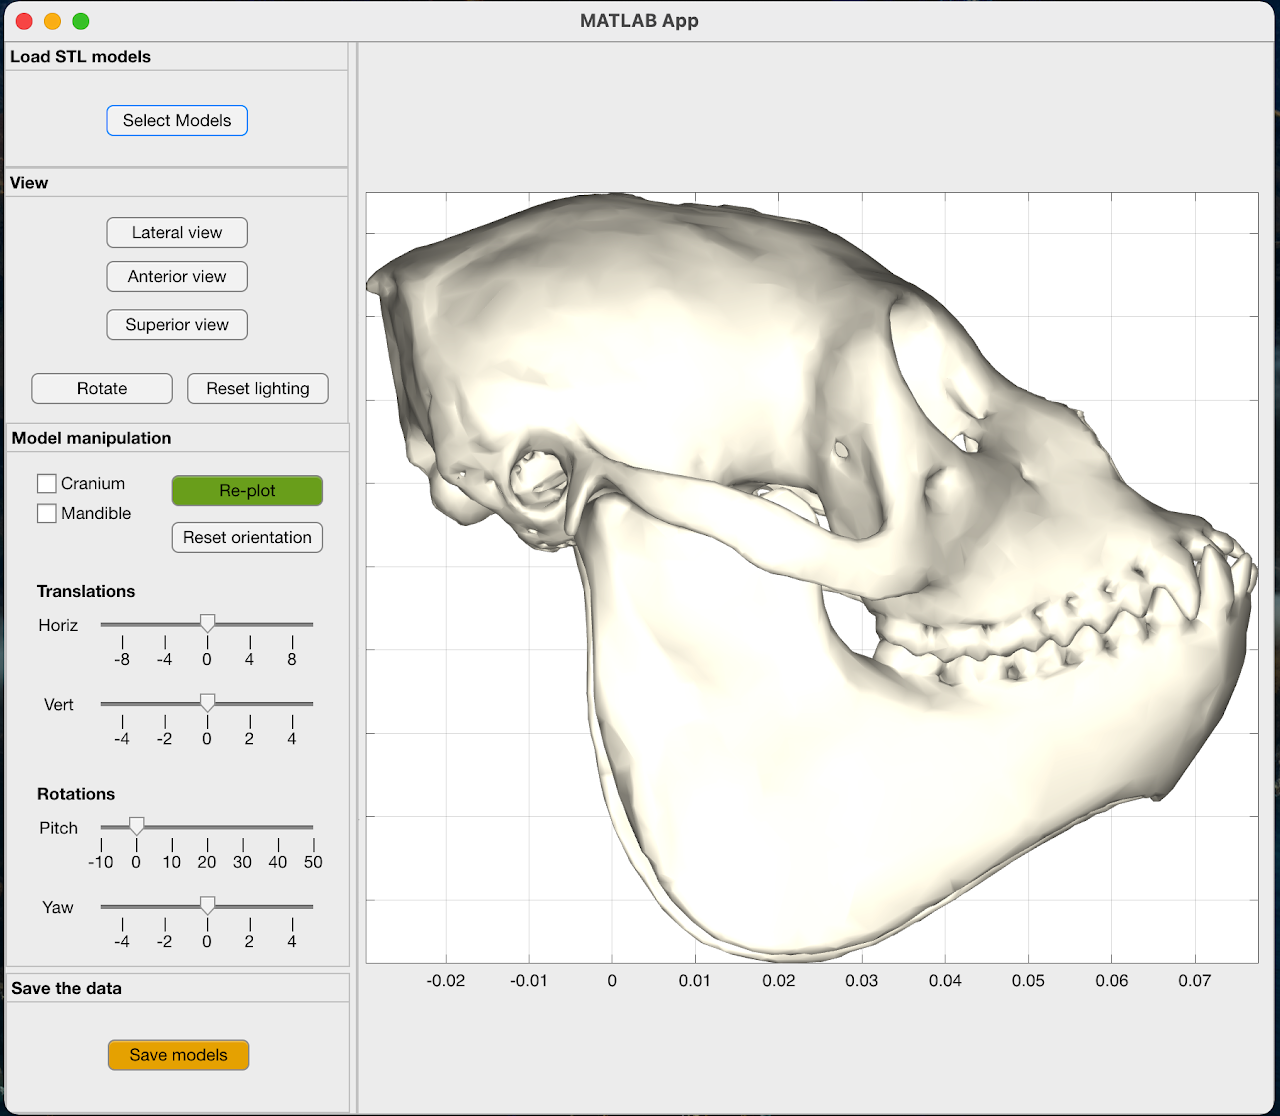 MATLAB App
Load STL models
Select Models
View
Lateral view
Anterior view
Superior view
Rotate Reset lighting
Model manipulation
Cranium
Re-plot
Mandible
Reset orientation
Translations
Horiz
-8 -4 0 4 8
Vert
-4 -2 0 2 4
Rotations
Pitch
-10 0 10 20 30 40 50
Yaw
-4 -2 0 2 4
Save the data
Save models
-0.02 -0.01 0 0.01 0.02 0.03 0.04 0.05 0.06 0.07